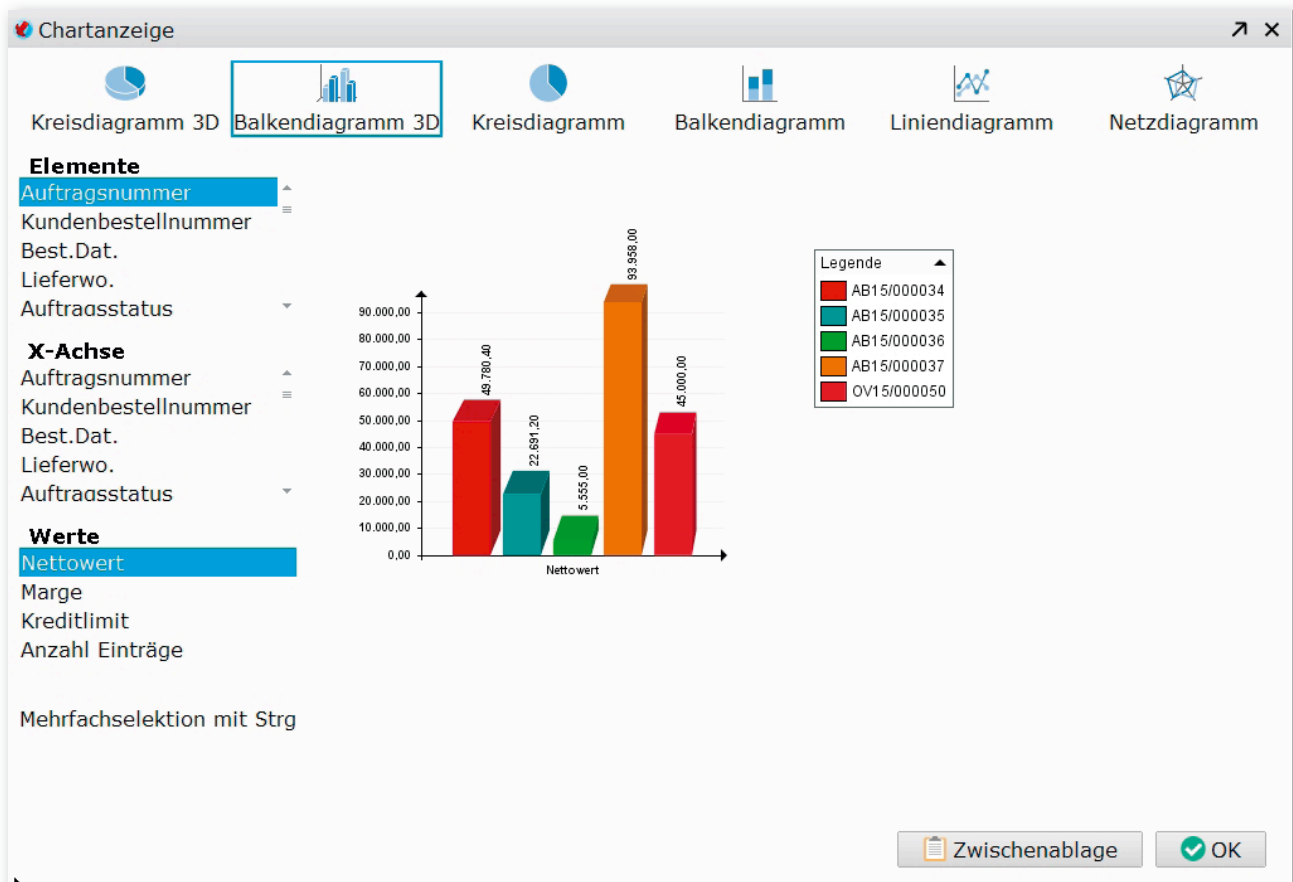 Chartanzeige
Kreisdiagramm 3D Balkendiagramm 3D Kreisdiagramm Balkendiagramm Liniendiagramm Netzdiagramm
Elemente
Auftragsnummer
Kundenbestellnummer
Best.Dat.
Lieferwo.
Auftragsstatus
X-Achse
Auftragsnummer
Kundenbestellnummer
Best.Dat.
Lieferwo.
Auftragsstatus
Werte
Nettowert
Marge
Kreditlimit
Anzahl Einträge
Mehrfachselektion mit Strg
90.000,00
80.000,00
70.000,00
60.000,00
50.000,00
40.000,00
30.000,00
20.000,00
10.000,00
0,00
49.780,40
22.691,20
5.555,00
93.958,00
45.000,00
Nettowert
Legende
AB15/000034
AB15/000035
AB15/000036
AB15/000037
OV15/000050
Zwischenablage OK